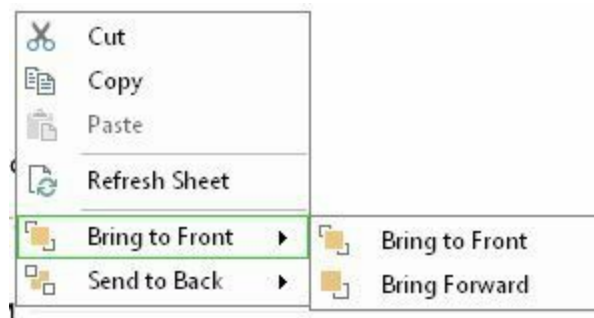 Cut
Copy
Paste
Refresh Sheet
Bring to Front
Send to Back
Bring to Front
Bring Forward